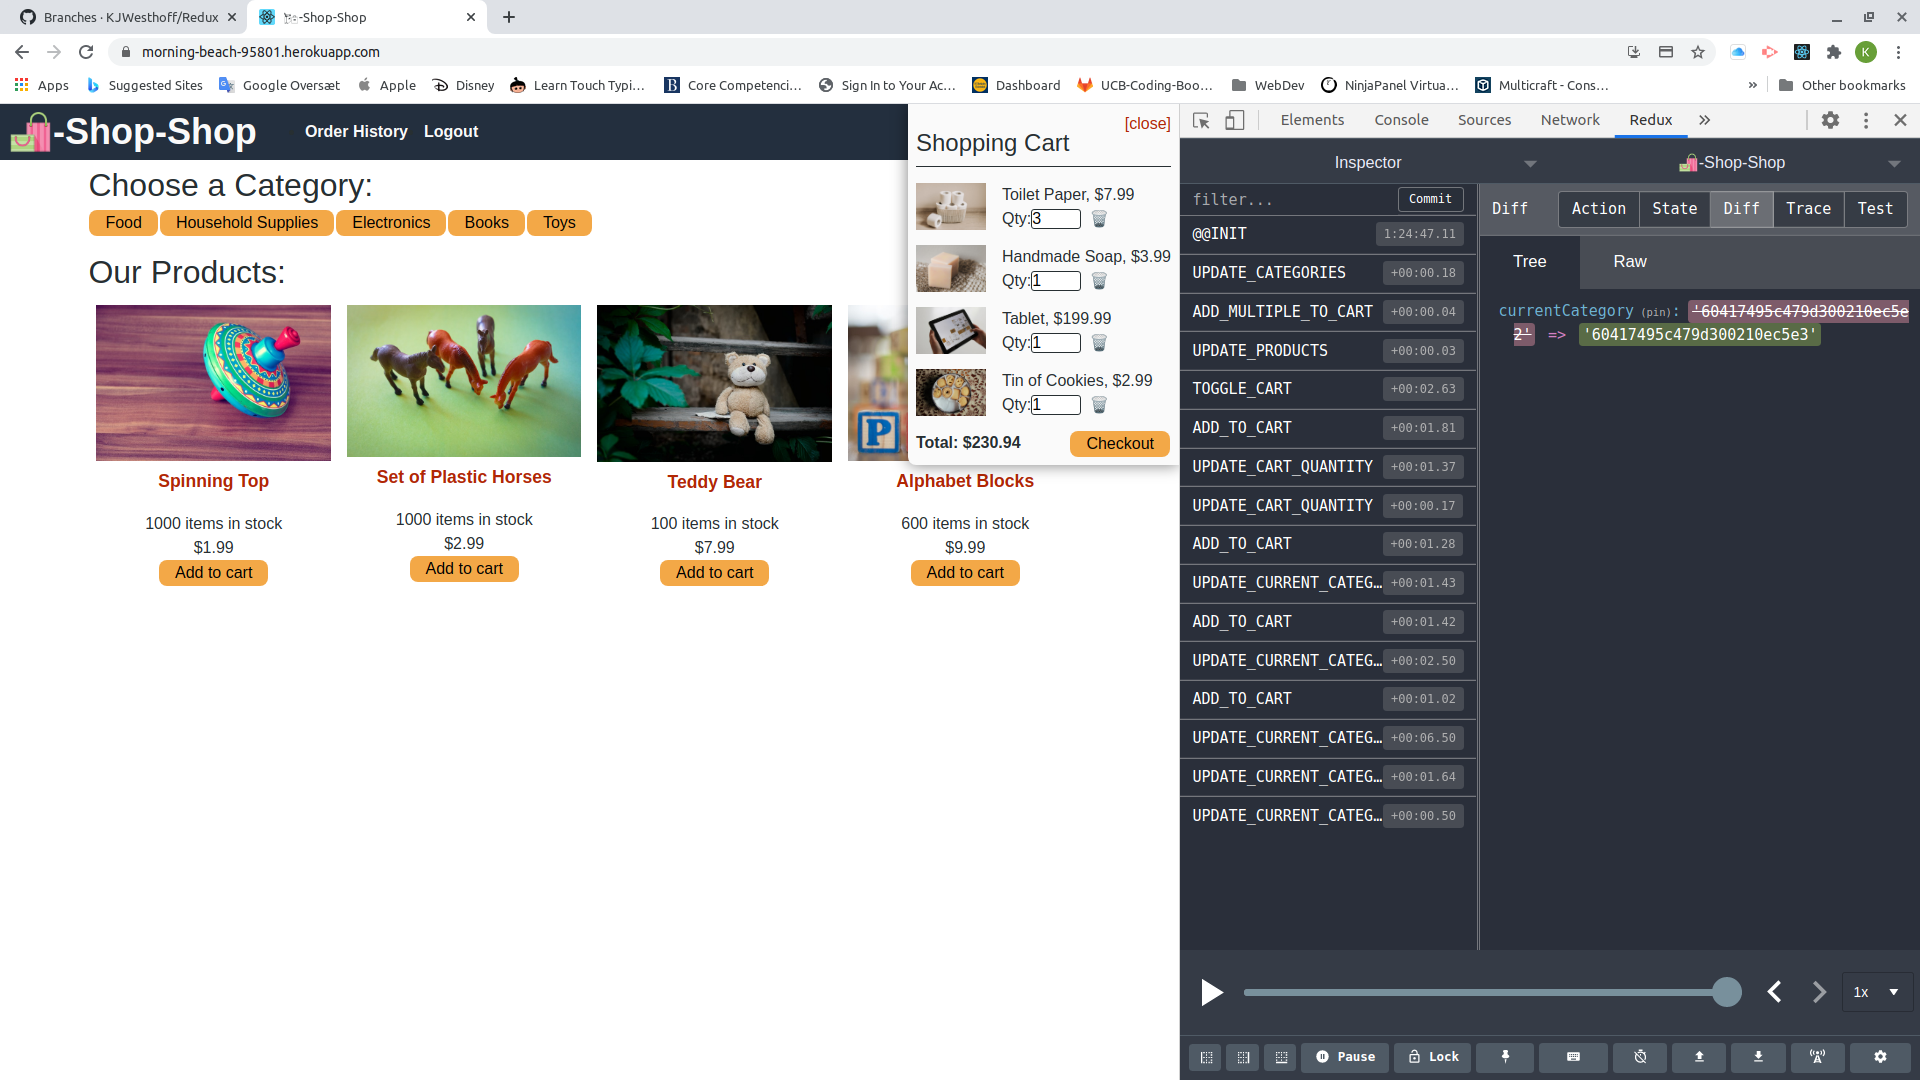 Branches · KJWesthoff/Redux
-Shop-Shop
morning-beach-95801.herokuapp.com
K
Apps
Suggested Sites
Google Oversæt
Apple
Disney
Learn Touch Typi...
Core Competenci...
Sign In to Your Ac...
Dashboard
UCB-Coding-Boo...
WebDev
NinjaPanel Virtua...
Multicraft - Cons...
»
Other bookmarks
-Shop-Shop
Order History
Logout
Choose a Category:
Food
Household Supplies
Electronics
Books
Toys
Our Products:
P
Spinning Top
1000 items in stock
$1.99
Add to cart
Set of Plastic Horses
1000 items in stock
$2.99
Add to cart
Teddy Bear
100 items in stock
$7.99
Add to cart
Alphabet Blocks
600 items in stock
$9.99
Add to cart
[close]
Shopping Cart
Toilet Paper, $7.99
Qty:3
Handmade Soap, $3.99
Qty:1
Tablet, $199.99
Qty:1
Tin of Cookies, $2.99
Qty:1
Total: $230.94
Checkout
Elements
Console
Sources
Network
Redux
»
Inspector
-Shop-Shop
filter...
Commit
@@INIT 1:24:47.11
UPDATE_CATEGORIES +00:00.18
ADD_MULTIPLE_TO_CART +00:00.04
UPDATE_PRODUCTS +00:00.03
TOGGLE_CART +00:02.63
ADD_TO_CART +00:01.81
UPDATE_CART_QUANTITY +00:01.37
UPDATE_CART_QUANTITY +00:00.17
ADD_TO_CART +00:01.28
UPDATE_CURRENT_CATEG… +00:01.43
ADD_TO_CART +00:01.42
UPDATE_CURRENT_CATEG… +00:02.50
ADD_TO_CART +00:01.02
UPDATE_CURRENT_CATEG… +00:06.50
UPDATE_CURRENT_CATEG… +00:01.64
UPDATE_CURRENT_CATEG… +00:00.50
Diff
Action
State
Diff
Trace
Test
Tree
Raw
currentCategory (pin): '60417495c479d300210ec5e
2' => '60417495c479d300210ec5e3'
1x
Pause
Lock